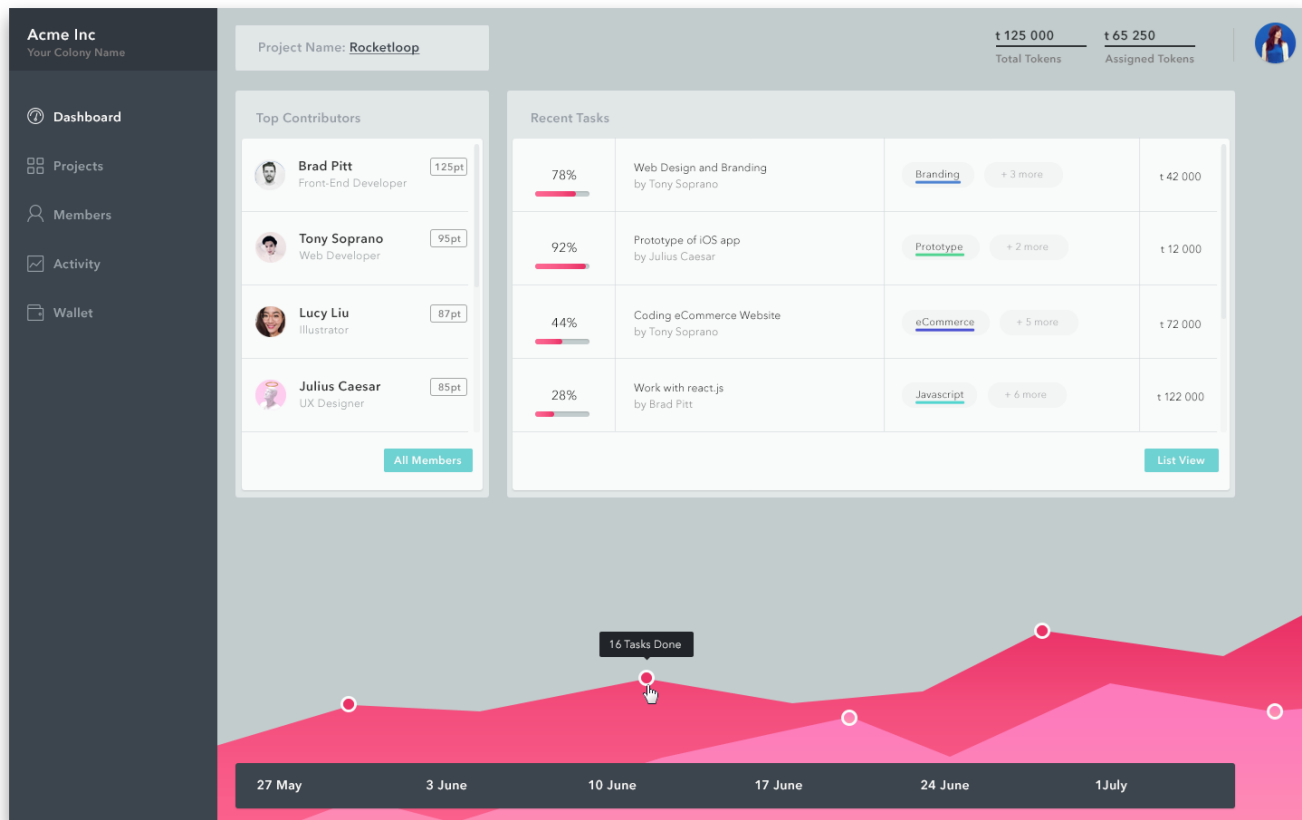 Acme Inc
Your Colony Name
Dashboard
Projects
Members
Activity
Wallet
Project Name: Rocketloop
t 125 000
Total Tokens
t 65 250
Assigned Tokens
Top Contributors
Brad Pitt
125pt
Front-End Developer
Tony Soprano
95pt
Web Developer
Lucy Liu
87pt
Illustrator
Julius Caesar
85pt
UX Designer
All Members
Recent Tasks
78%
Web Design and Branding
by Tony Soprano
Branding
+ 3 more
t 42 000
92%
Prototype of iOS app
by Julius Caesar
Prototype
+ 2 more
t 12 000
44%
Coding eCommerce Website
by Tony Soprano
eCommerce
+ 5 more
t 72 000
28%
Work with react.js
by Brad Pitt
Javascript
+ 6 more
t 122 000
List View
16 Tasks Done
27 May
3 June
10 June
17 June
24 June
1July